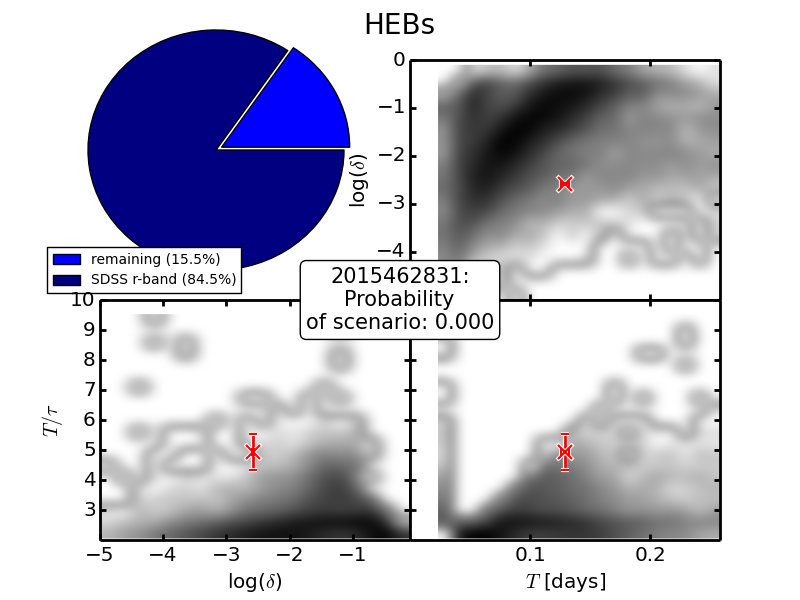 HEBs
remaining (15.5%)
SDSS r-band (84.5%)
0
−1
−2
−3
−4
log(δ)
2015462831:
Probability
of scenario: 0.000
10
9
8
7
6
5
4
3
T/τ
−5 −4 −3 −2 −1
log(δ)
0.1 0.2
T [days]